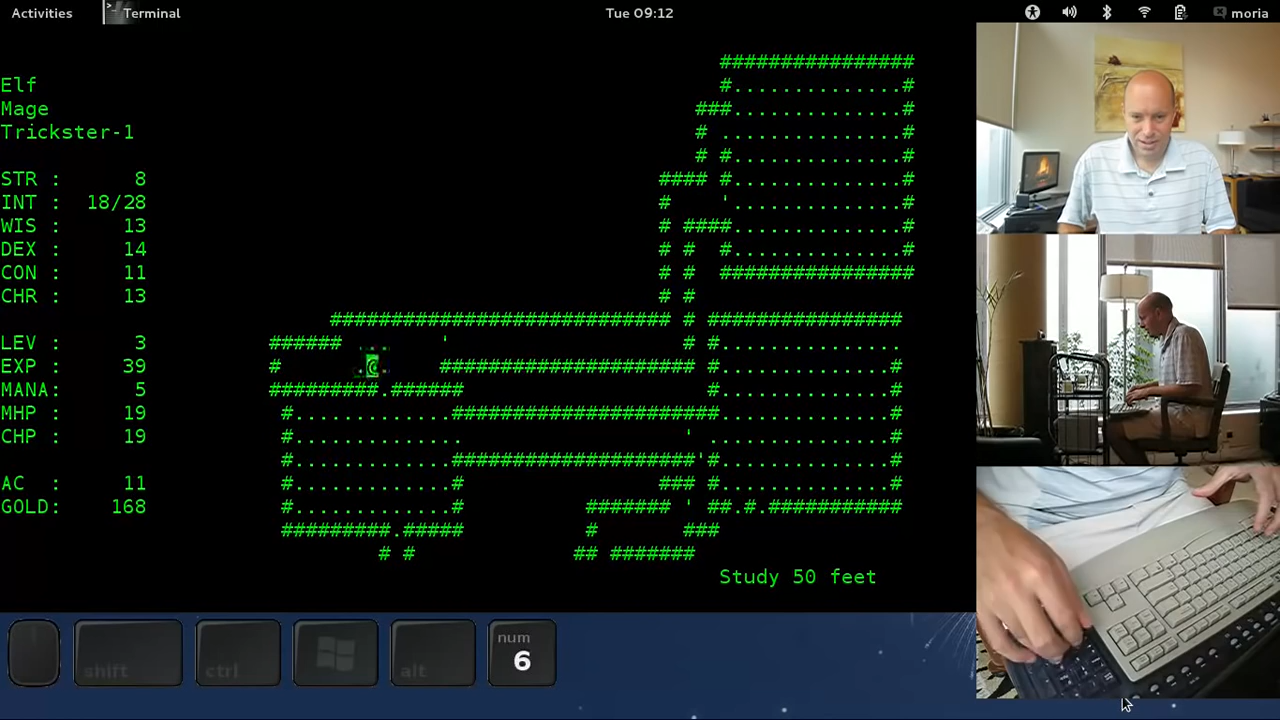 Activities Terminal Tue 09:12 moria
Elf
Mage
Trickster-1
STR : 8
INT : 18/28
WIS : 13
DEX : 14
CON : 11
CHR : 13
LEV : 3
EXP : 39
MANA: 5
MHP : 19
CHP : 19
AC : 11
GOLD: 168
Study 50 feet
shift ctrl alt num
6